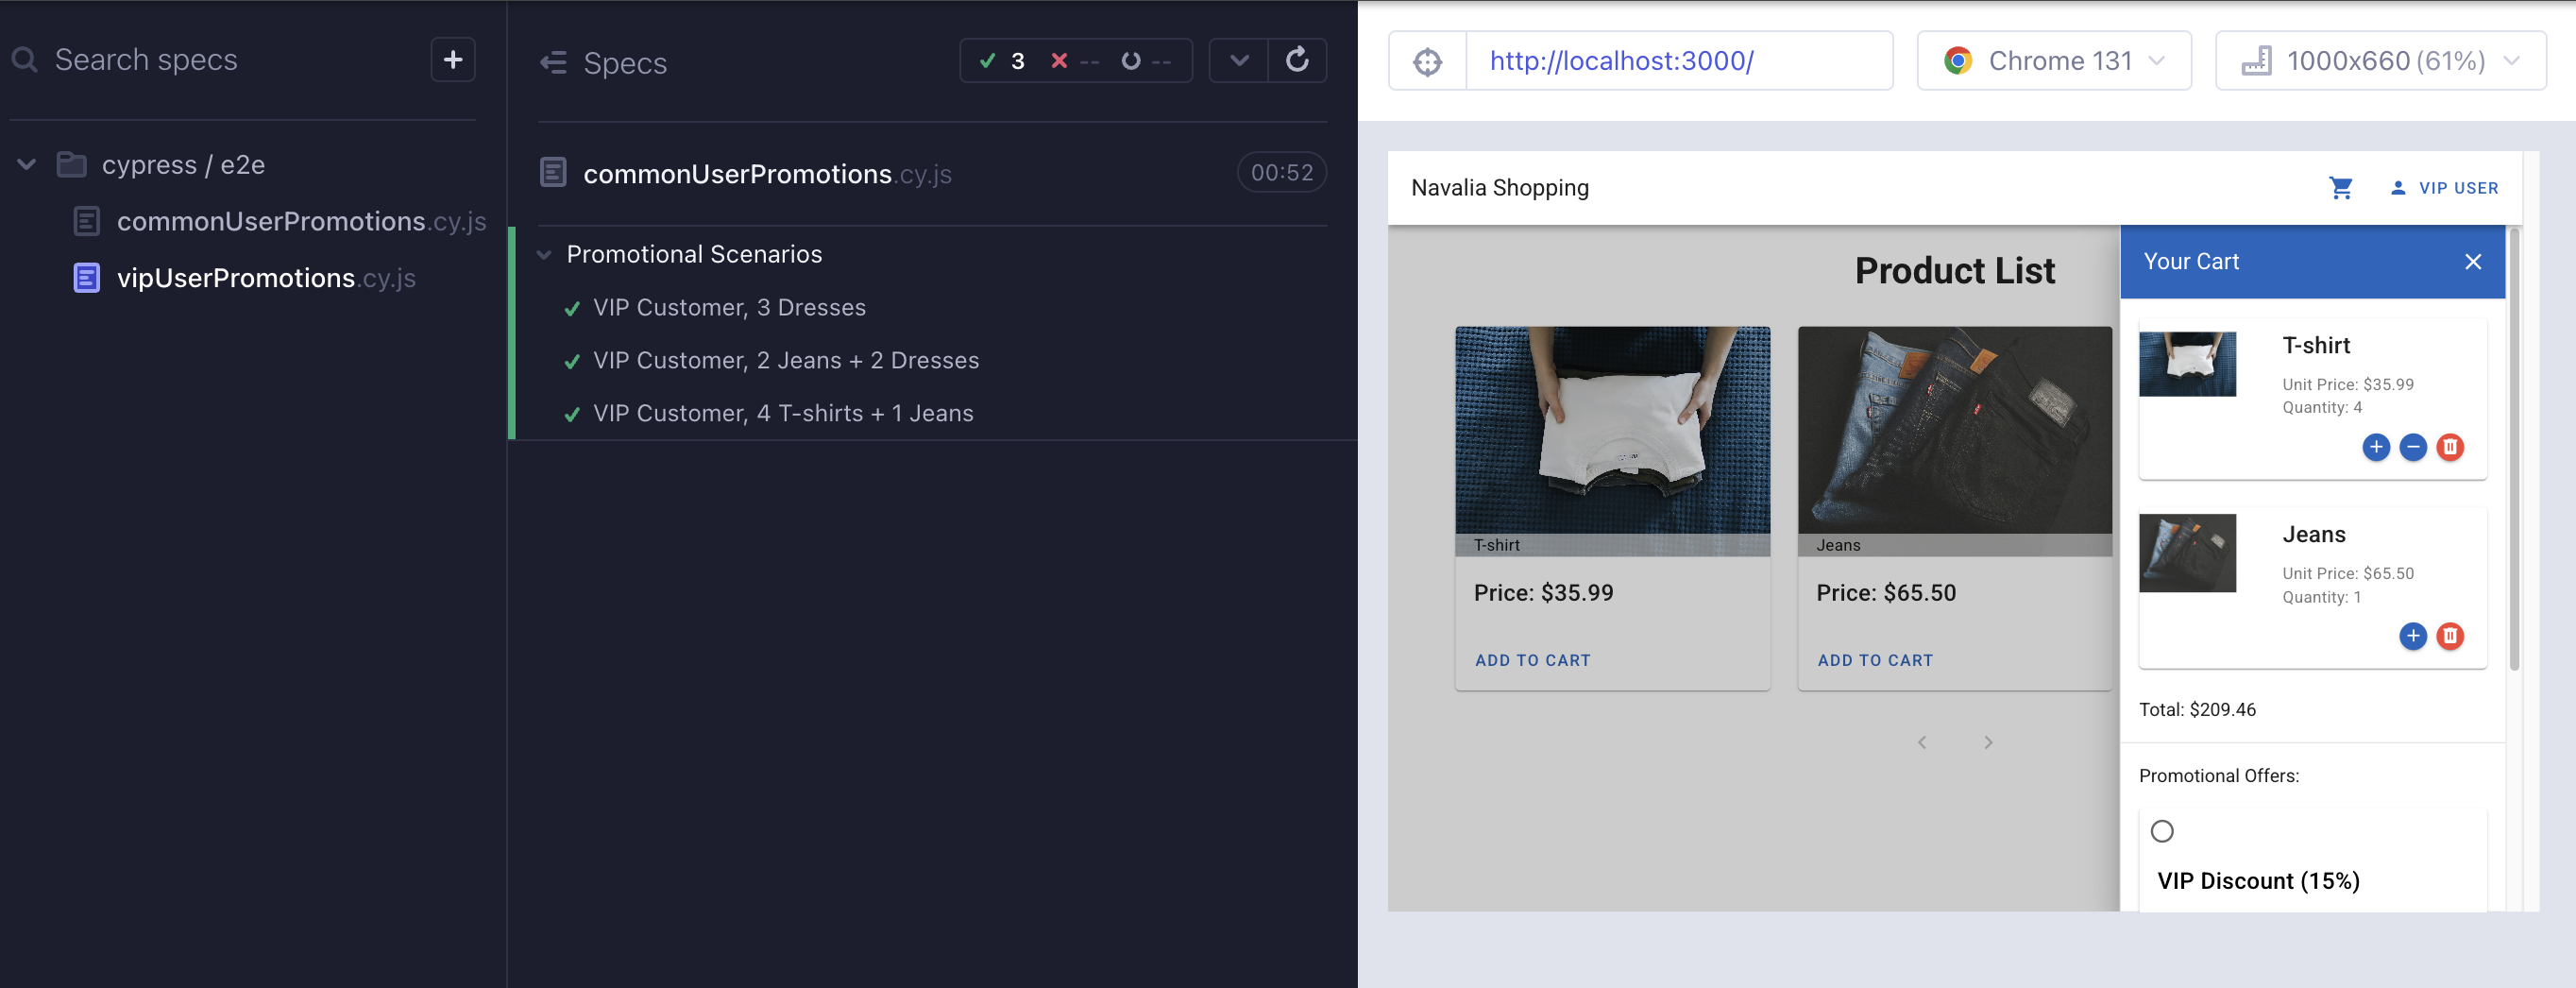 Search specs
+
cypress / e2e
commonUserPromotions.cy.js
vipUserPromotions.cy.js
Specs
3 -- --
commonUserPromotions.cy.js 00:52
Promotional Scenarios
VIP Customer, 3 Dresses
VIP Customer, 2 Jeans + 2 Dresses
VIP Customer, 4 T-shirts + 1 Jeans
http://localhost:3000/
Chrome 131
1000x660 (61%)
Navalia Shopping
VIP USER
Product List
T-shirt
Price: $35.99
ADD TO CART
Jeans
Price: $65.50
ADD TO CART
Your Cart
T-shirt
Unit Price: $35.99
Quantity: 4
Jeans
Unit Price: $65.50
Quantity: 1
Total: $209.46
Promotional Offers:
VIP Discount (15%)